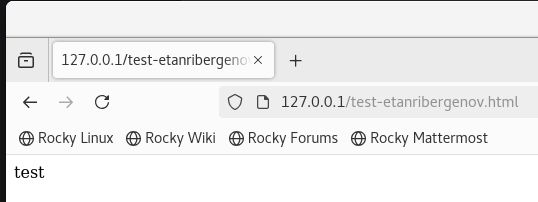 127.0.0.1/test-etanribergeno
127.0.0.1/test-etanribergenov.html
Rocky Linux Rocky Wiki Rocky Forums Rocky Mattermost
test